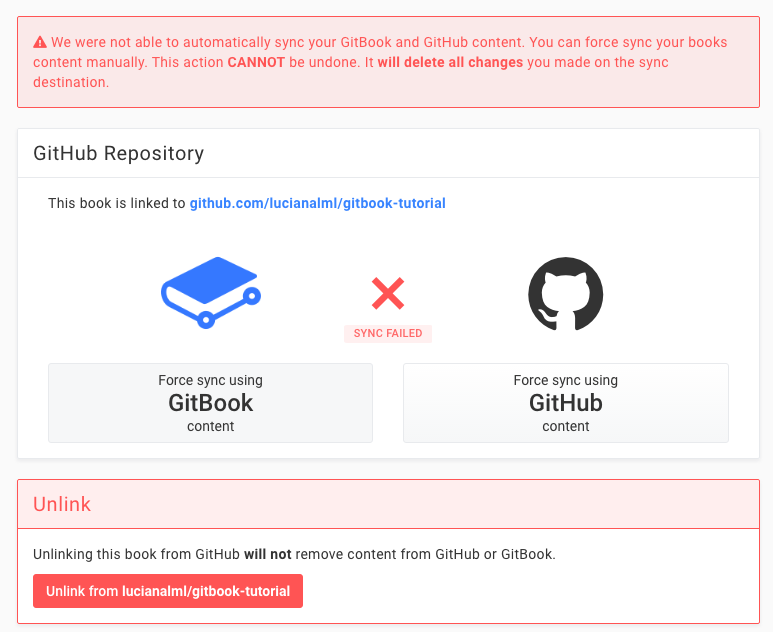 We were not able to automatically sync your GitBook and GitHub content. You can force sync your books
content manually. This action CANNOT be undone. It will delete all changes you made on the sync
destination.
GitHub Repository
This book is linked to github.com/lucianalml/gitbook-tutorial
SYNC FAILED
Force sync using
GitBook
content
Force sync using
GitHub
content
Unlink
Unlinking this book from GitHub will not remove content from GitHub or GitBook.
Unlink from lucianalml/gitbook-tutorial